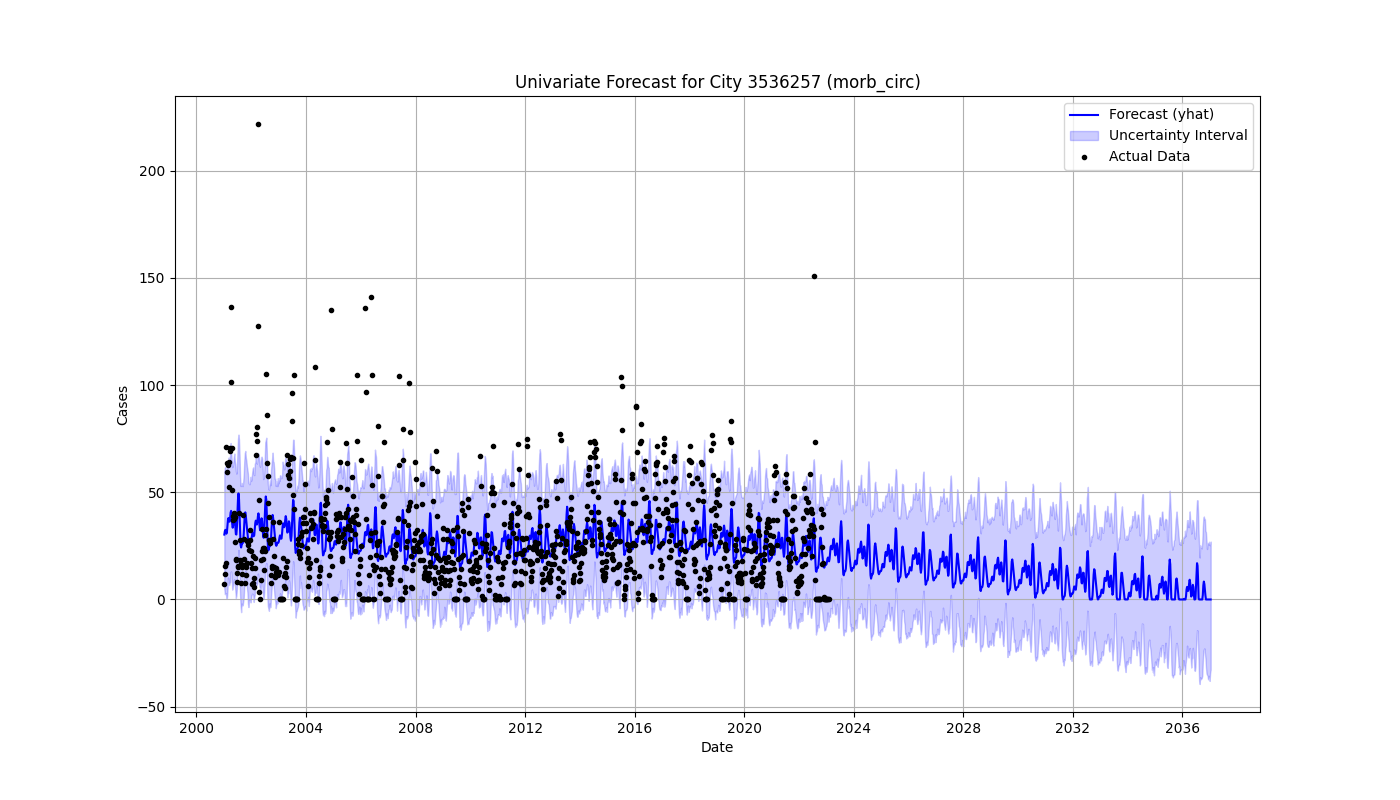 Univariate Forecast for City 3536257 (morb_circ)
Forecast (yhat)
Uncertainty Interval
Actual Data
Cases
200
150
100
50
0
−50
2000 2004 2008 2012 2016 2020 2024 2028 2032 2036
Date